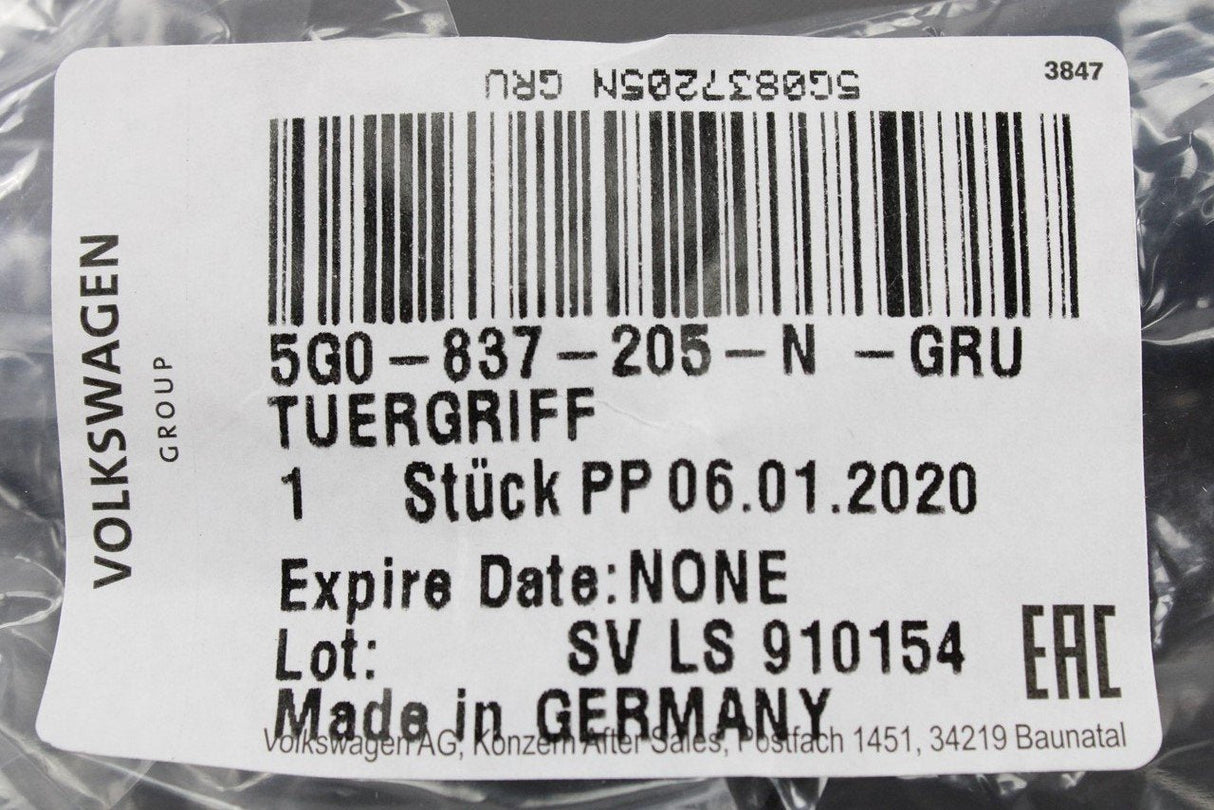 3847
5G0837205N GRU
5G0-837-205-N -GRU
TUERGRIFF
1 Stück PP 06.01.2020
Expire Date:NONE
Lot: SV LS 910154
Made in GERMANY
Volkswagen AG, Konzern After Sales, Postfach 1451, 34219 Baunatal
VOLKSWAGEN
GROUP
EAC